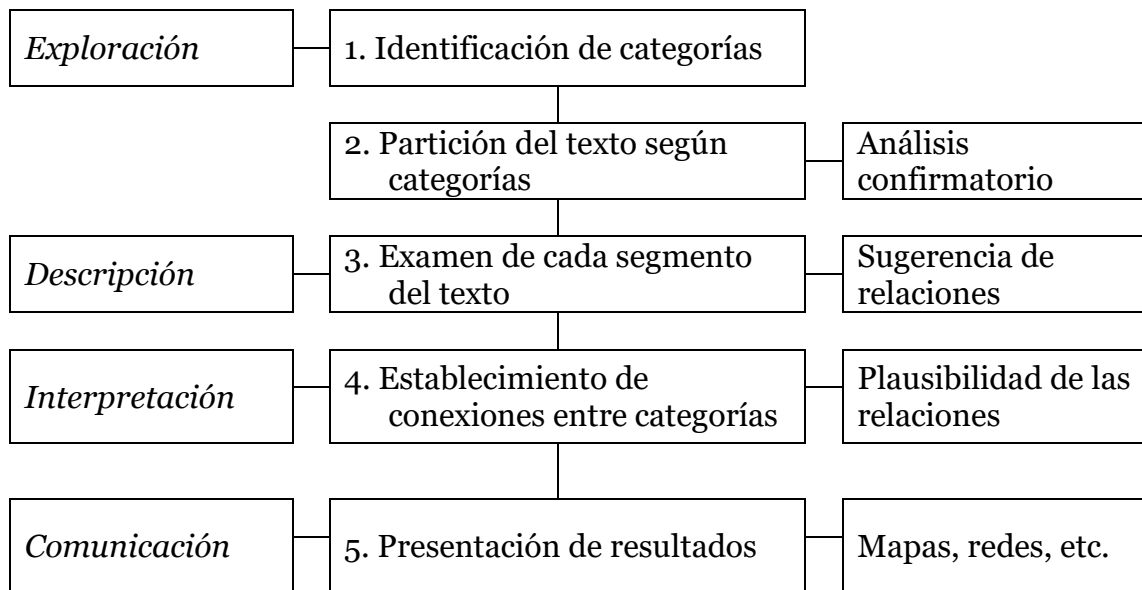 Exploración
1. Identificación de categorías
2. Partición del texto según
categorías
Análisis
confirmatorio
Descripción
3. Examen de cada segmento
del texto
Sugerencia de
relaciones
Interpretación
4. Establecimiento de
conexiones entre categorías
Plausibilidad de las
relaciones
Comunicación
5. Presentación de resultados
Mapas, redes, etc.